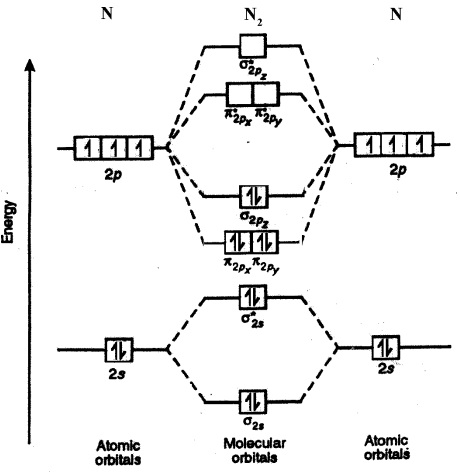 N N₂ N
σ*2pz
π*2px π*2py
2p 2p
σ2pz
π2px π2py
σ*2s
2s 2s
σ2s
Energy
Atomic orbitals
Molecular orbitals
Atomic orbitals